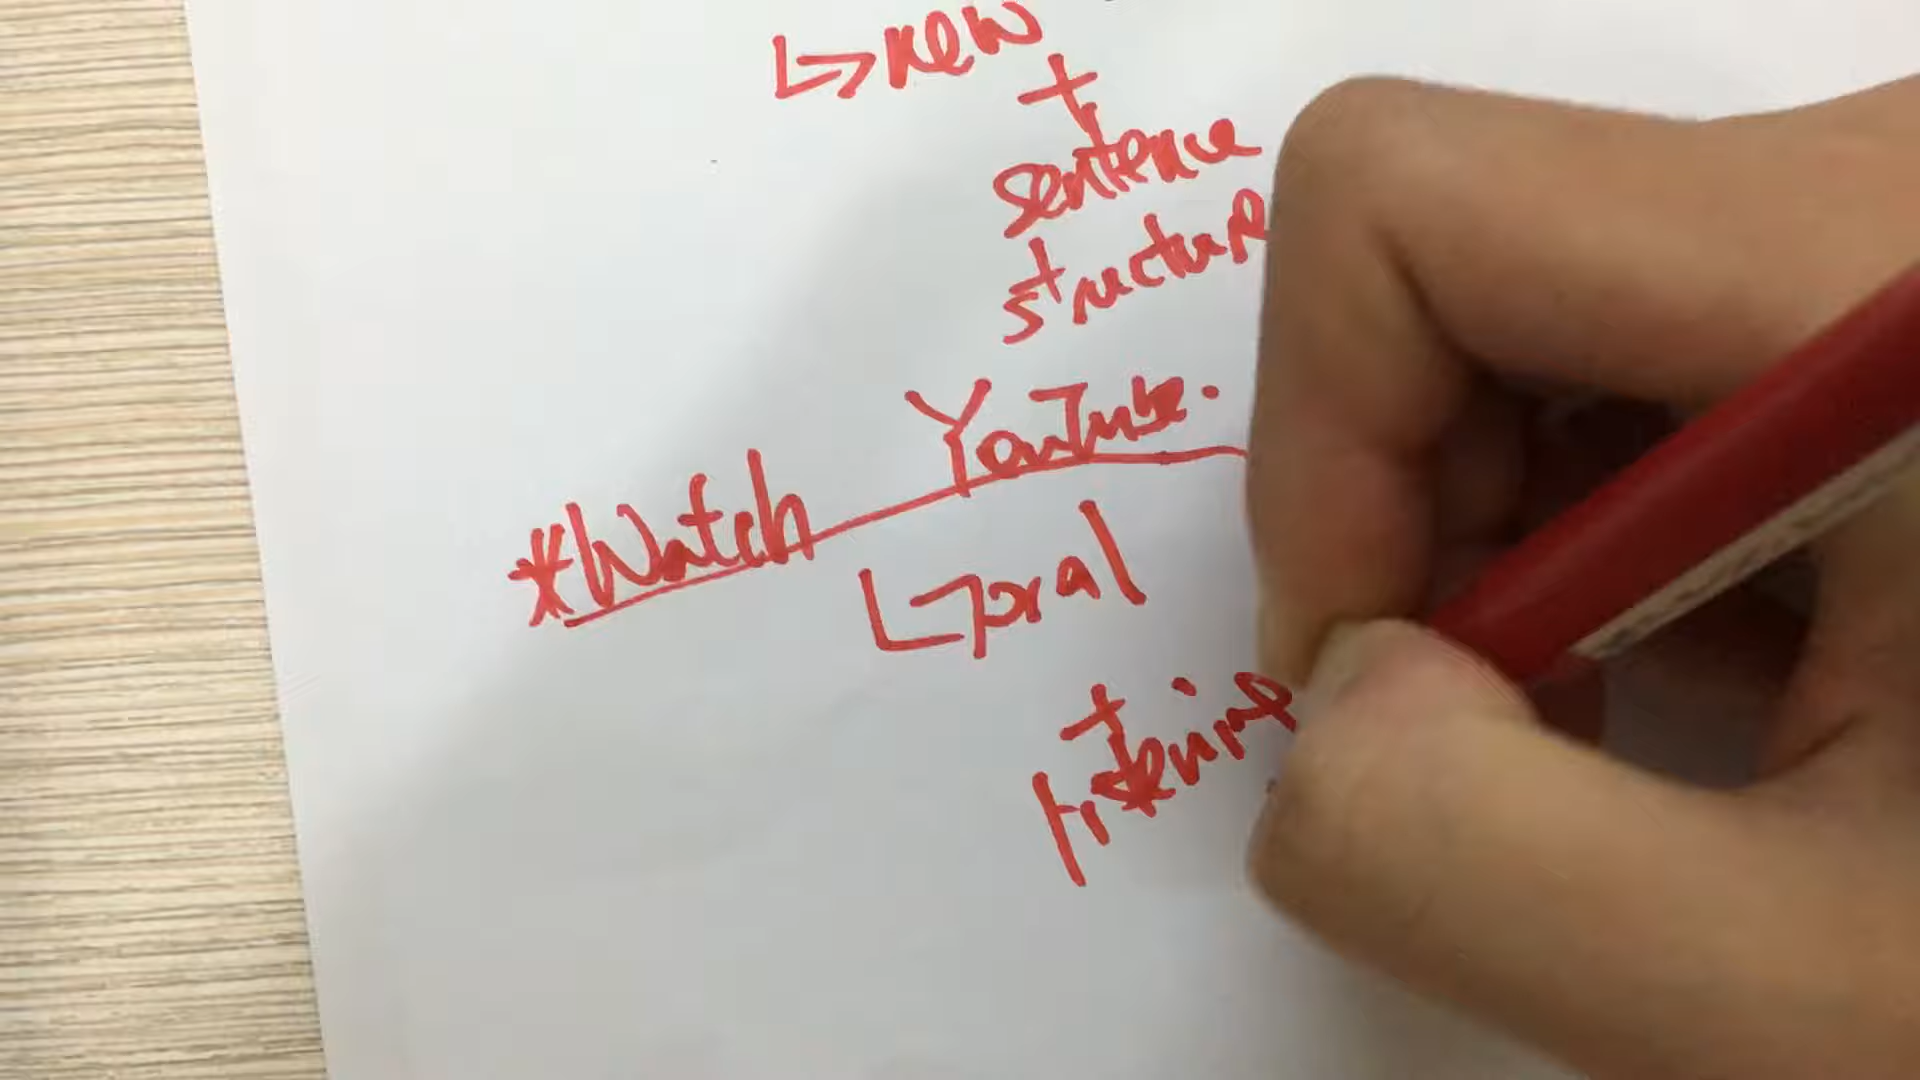 ↳ new
+
sentence
structure
*Watch YouTube.
↳ oral
+
listening